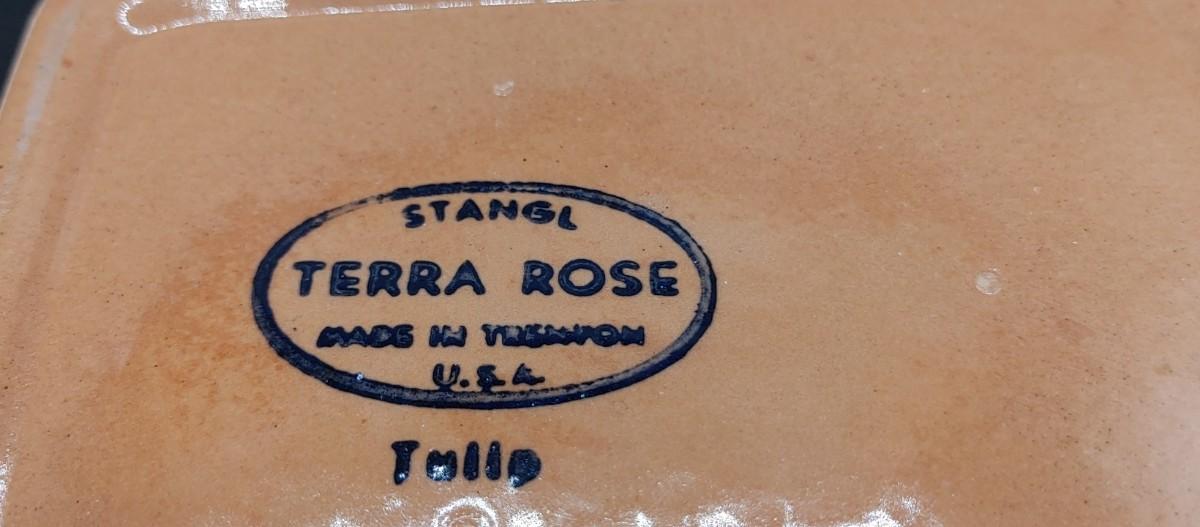 STANGL
TERRA ROSE
MADE IN TRENTON
U.S.A.
Tulip